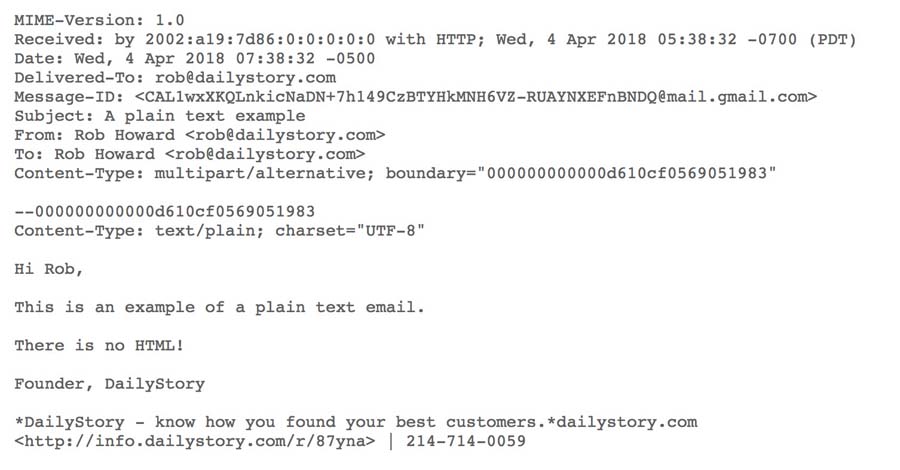 MIME-Version: 1.0
Received: by 2002:a19:7d86:0:0:0:0:0 with HTTP; Wed, 4 Apr 2018 05:38:32 -0700 (PDT)
Date: Wed, 4 Apr 2018 07:38:32 -0500
Delivered-To: rob@dailystory.com
Message-ID: <CAL1wxXKQLnkicNaDN+7h149CzBTYHkMNH6VZ-RUAYNXEFnBNDQ@mail.gmail.com>
Subject: A plain text example
From: Rob Howard <rob@dailystory.com>
To: Rob Howard <rob@dailystory.com>
Content-Type: multipart/alternative; boundary="000000000000d610cf0569051983"
--000000000000d610cf0569051983
Content-Type: text/plain; charset="UTF-8"
Hi Rob,
This is an example of a plain text email.
There is no HTML!
Founder, DailyStory
*DailyStory - know how you found your best customers.*dailystory.com
<http://info.dailystory.com/r/87yna> | 214-714-0059